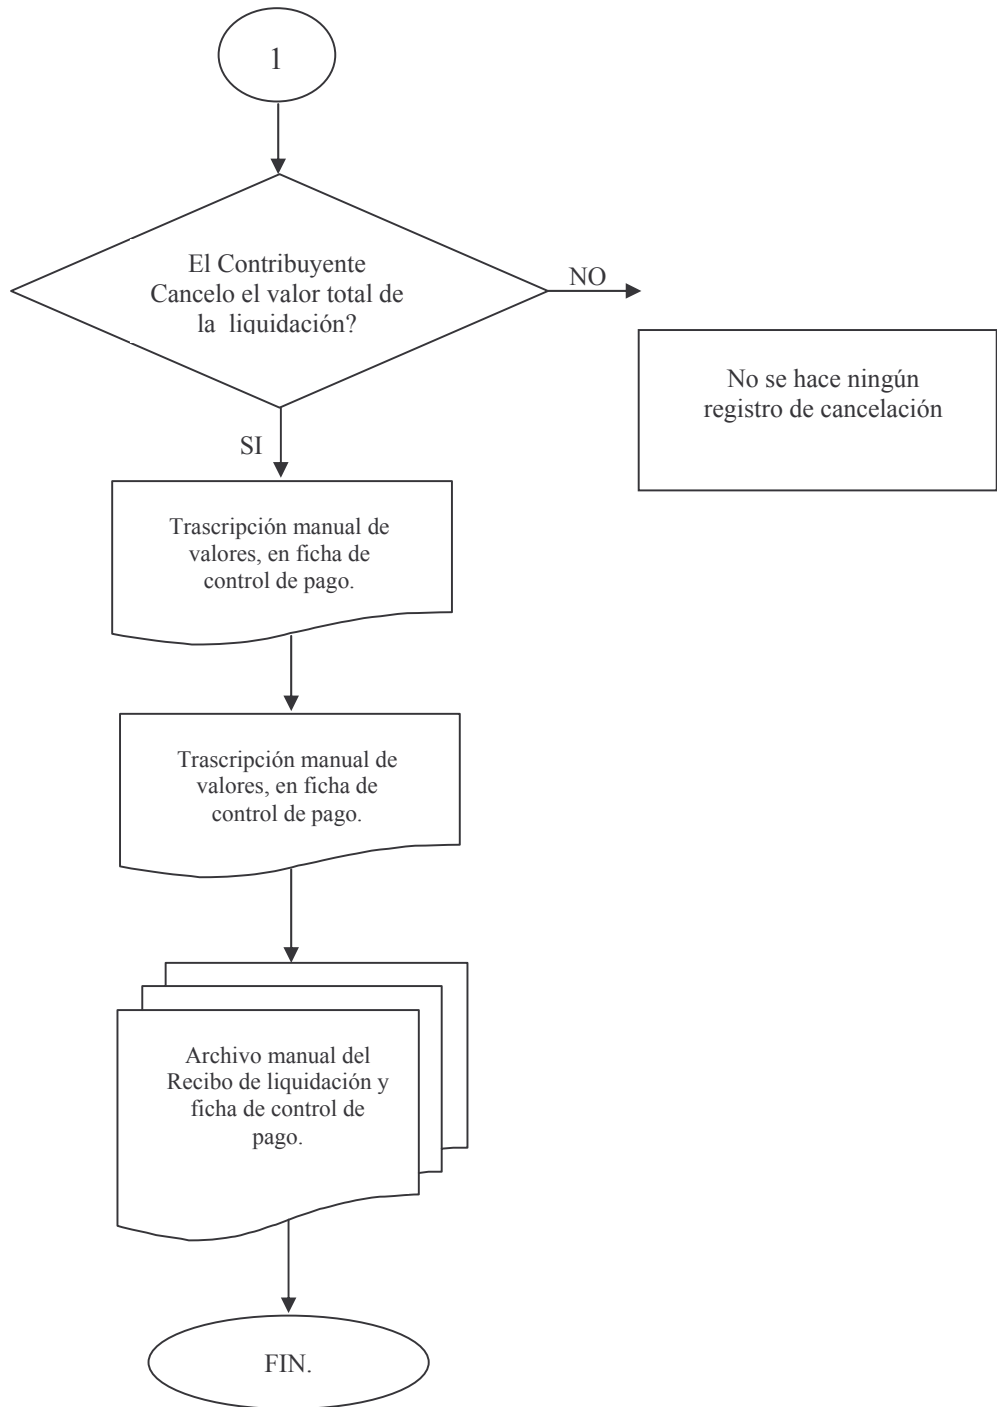 1
El Contribuyente
Cancelo el valor total de
la liquidación?
NO
No se hace ningún
registro de cancelación
SI
Trascripción manual de
valores, en ficha de
control de pago.
Trascripción manual de
valores, en ficha de
control de pago.
Archivo manual del
Recibo de liquidación y
ficha de control de
pago.
FIN.